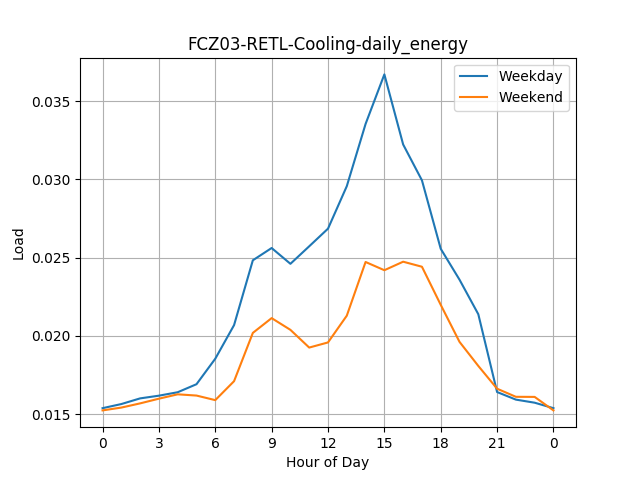 FCZ03-RETL-Cooling-daily_energy
Weekday
Weekend
0.035
0.030
0.025
0.020
0.015
Load
0 3 6 9 12 15 18 21 0
Hour of Day